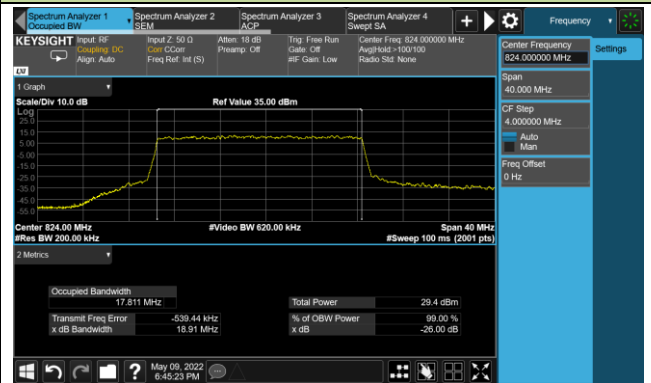 Spectrum Analyzer 1
Occupied BW
Spectrum Analyzer 2
SEM
Spectrum Analyzer 3
ACP
Spectrum Analyzer 4
Swept SA
Frequency
KEYSIGHT
LXI
Input: RF
Coupling: DC
Align: Auto
Input Z: 50 Ω
Corr CCorr
Freq Ref: Int (S)
Atten: 18 dB
Preamp: Off
Trig: Free Run
Gate: Off
#IF Gain: Low
Center Freq: 824.000000 MHz
Avg|Hold:>100/100
Radio Std: None
1 Graph
Scale/Div 10.0 dB
Ref Value 35.00 dBm
Log
25.0
15.0
5.00
-5.00
-15.0
-25.0
-35.0
-45.0
-55.0
Center 824.00 MHz
#Video BW 620.00 kHz
Span 40 MHz
#Res BW 200.00 kHz
#Sweep 100 ms (2001 pts)
2 Metrics
Occupied Bandwidth
17.811 MHz
Total Power
29.4 dBm
Transmit Freq Error
-539.44 kHz
% of OBW Power
99.00 %
x dB Bandwidth
18.91 MHz
x dB
-26.00 dB
Center Frequency
824.000000 MHz
Settings
Span
40.000 MHz
CF Step
4.000000 MHz
Auto
Man
Freq Offset
0 Hz
?
May 09, 2022
6:45:23 PM